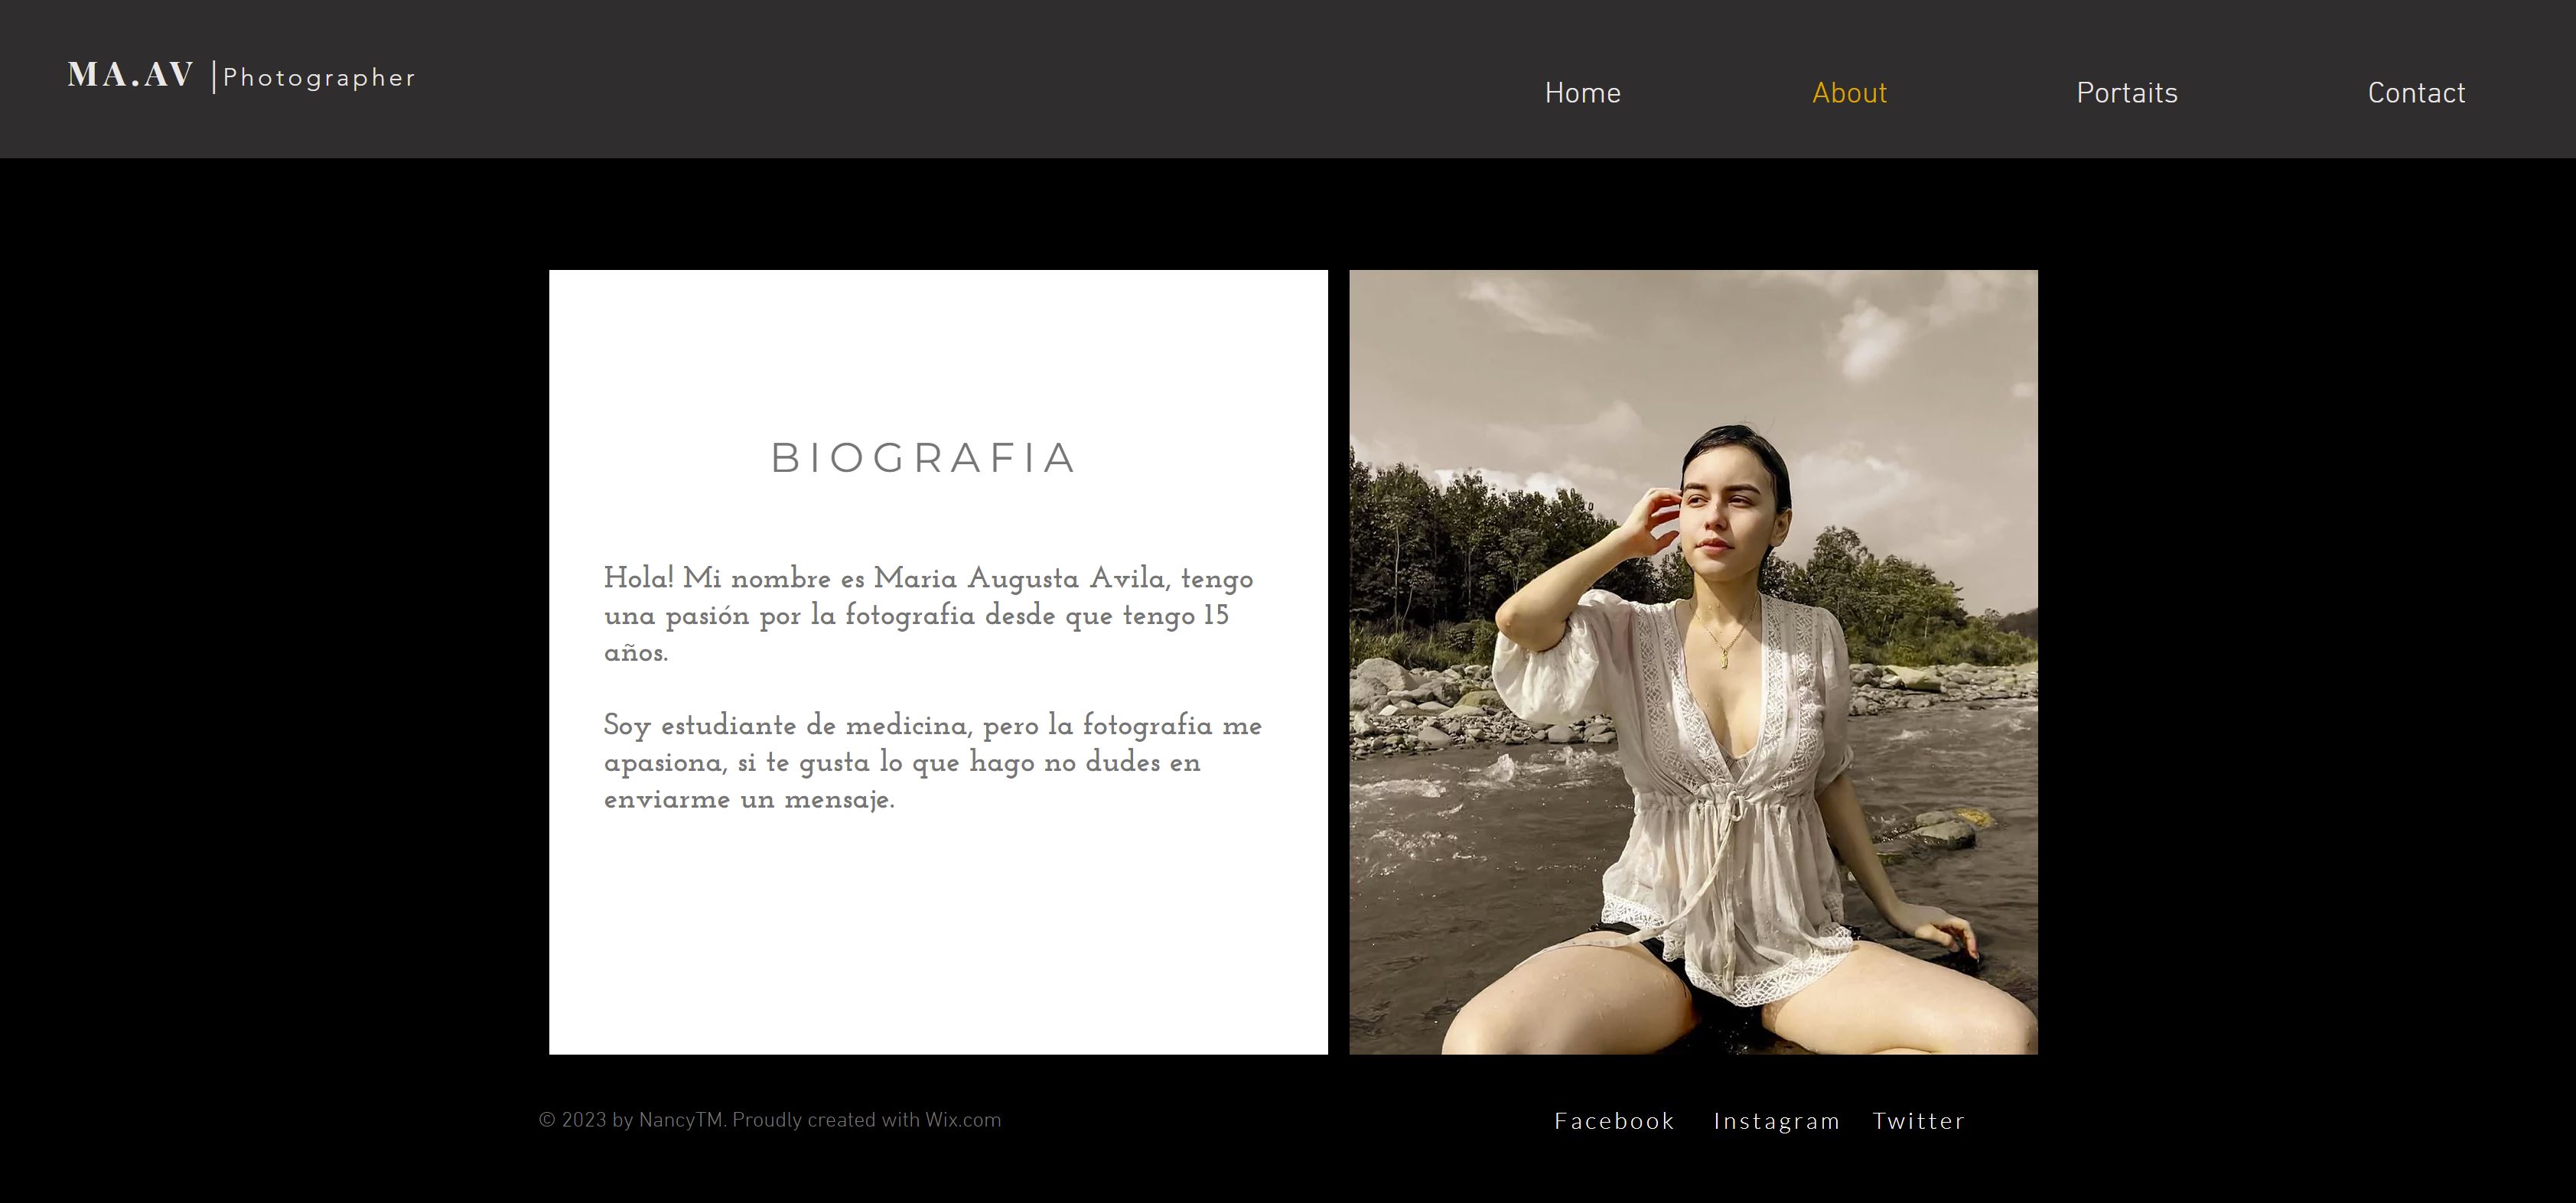 MA.AV |Photographer
Home About Portaits Contact
BIOGRAFIA
Hola! Mi nombre es Maria Augusta Avila, tengo
una pasión por la fotografia desde que tengo 15
años.
Soy estudiante de medicina, pero la fotografia me
apasiona, si te gusta lo que hago no dudes en
enviarme un mensaje.
© 2023 by NancyTM. Proudly created with Wix.com
Facebook Instagram Twitter